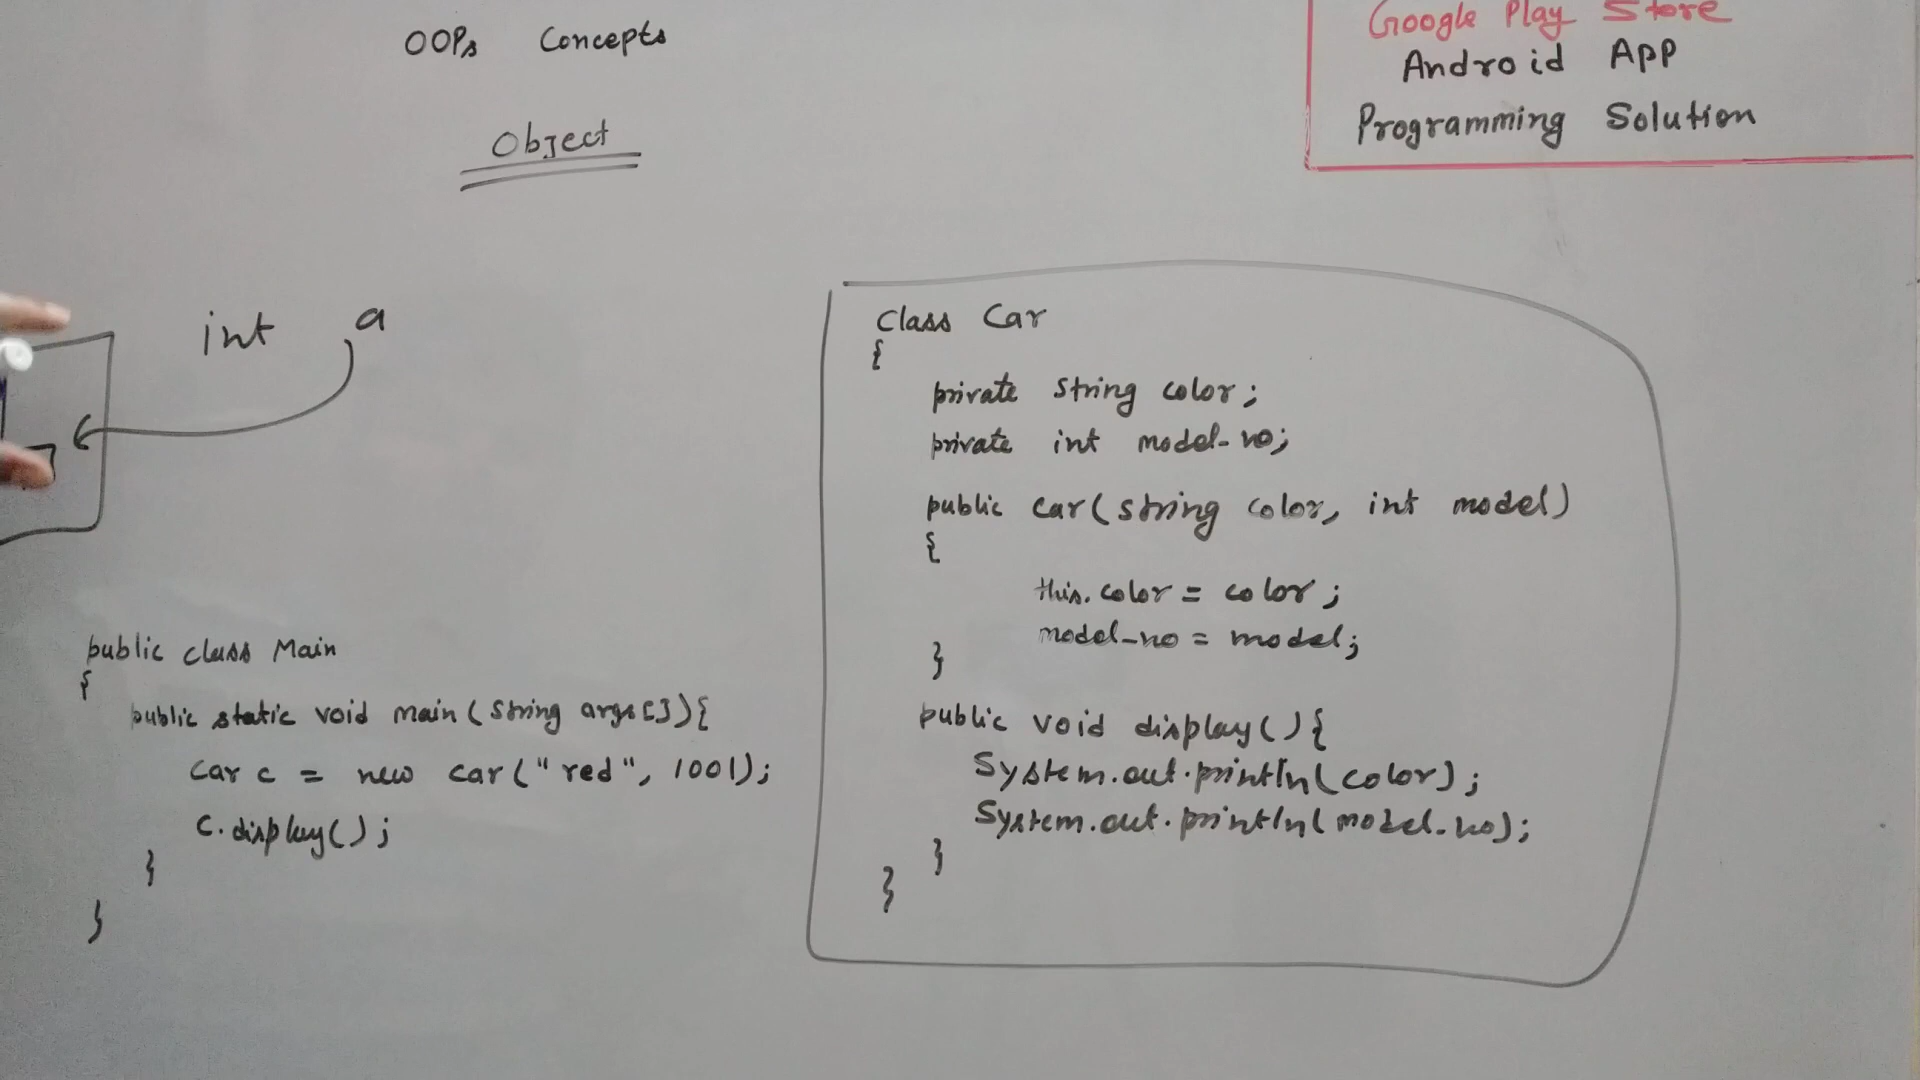 OOPs Concepts
Object
Google Play Store
Android App
Programming Solution
int a
public class Main
{
public static void main(String args[]){
Car c = new car("red", 1001);
c.display();
}
}
Class Car
{
private String color;
private int model_no;
public car(string color, int model)
{
this.color = color;
model_no = model;
}
public void display(){
System.out.println(color);
System.out.println(model_no);
}
}